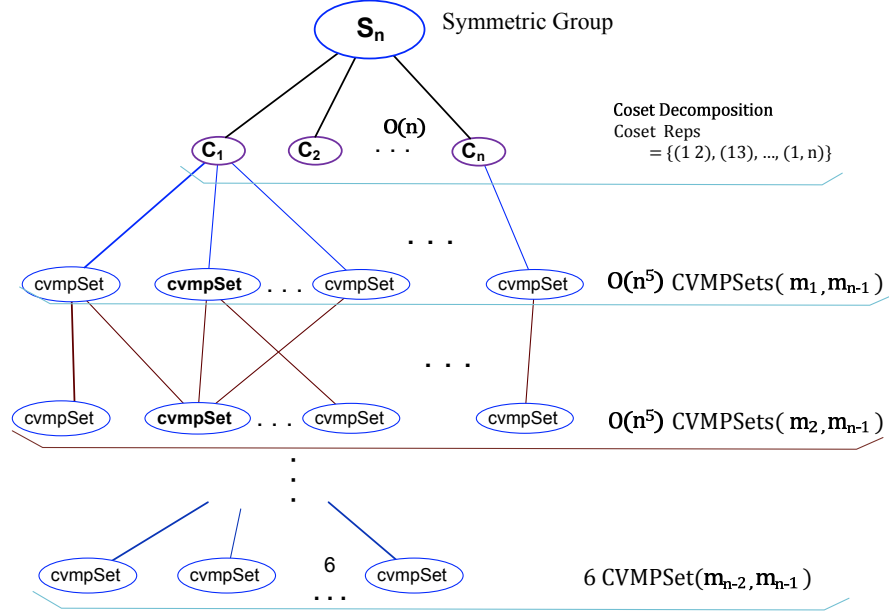 Sₙ Symmetric Group
O(n)
C₁ C₂ . . . Cₙ
Coset Decomposition
Coset Reps
= {(1 2), (13), ..., (1, n)}
. . .
cvmpSet cvmpSet . . . cvmpSet cvmpSet O(n⁵) CVMPSets( m₁,mₙ₋₁ )
. . .
cvmpSet cvmpSet . . . cvmpSet cvmpSet O(n⁵) CVMPSets( m₂,mₙ₋₁ )
.
.
.
6
cvmpSet cvmpSet . . . cvmpSet 6 CVMPSet(mₙ₋₂,mₙ₋₁)